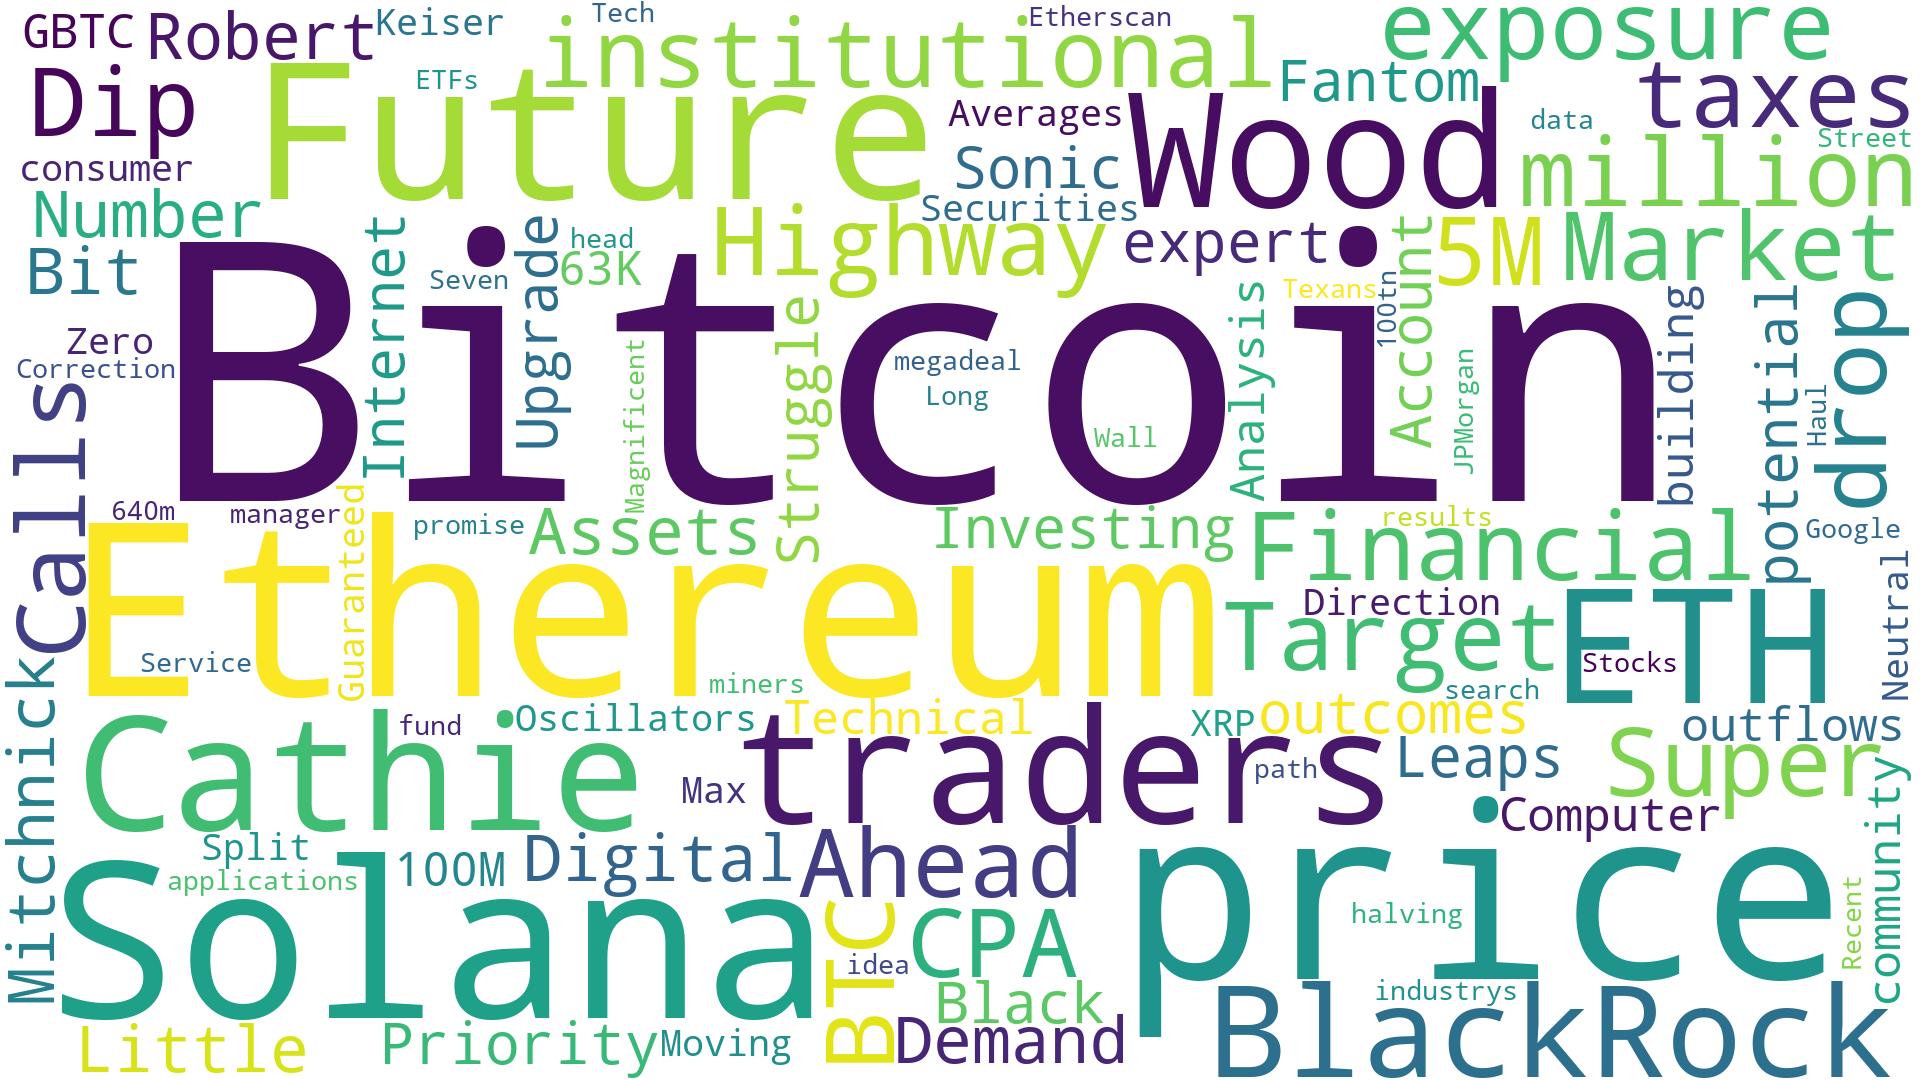 GBTC
Robert
Keiser
Tech
institutional
Etherscan
exposure
Dip
Future
ETFs
Averages
Wood
Fantom
taxes
data
Street
consumer
Sonic
million
Number
Securities
Highway
expert
Bit
Internet
Upgrade
head
63K
Seven
Account
5M
Market
Texans
100tn
Bitcoin
Zero
Correction
Magnificent
Struggle
megadeal
Long
Wall
Analysis
JPMorgan
building
potential
Haul
drop
Calls
640m
manager
Guaranteed
promise
Assets
Investing
results
Financial
Google
Ethereum
Direction
Target
ETH
Stocks
Neutral
Service
miners
search
Mitchnick
Cathie
fund
Oscillators
Technical
XRP
outcomes
outflows
traders
Max
path
Leaps
Super
Computer
community
Split
applications
100M
Digital
Ahead
price
Solana
BTC
idea
CPA
halving
Recent
Black
industrys
BlackRock
Little
Priority
Moving
Demand